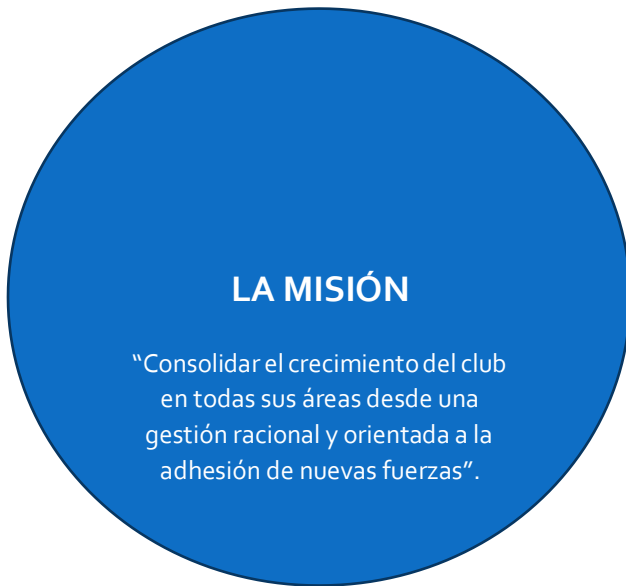 LA MISIÓN
“Consolidar el crecimiento del club
en todas sus áreas desde una
gestión racional y orientada a la
adhesión de nuevas fuerzas”.